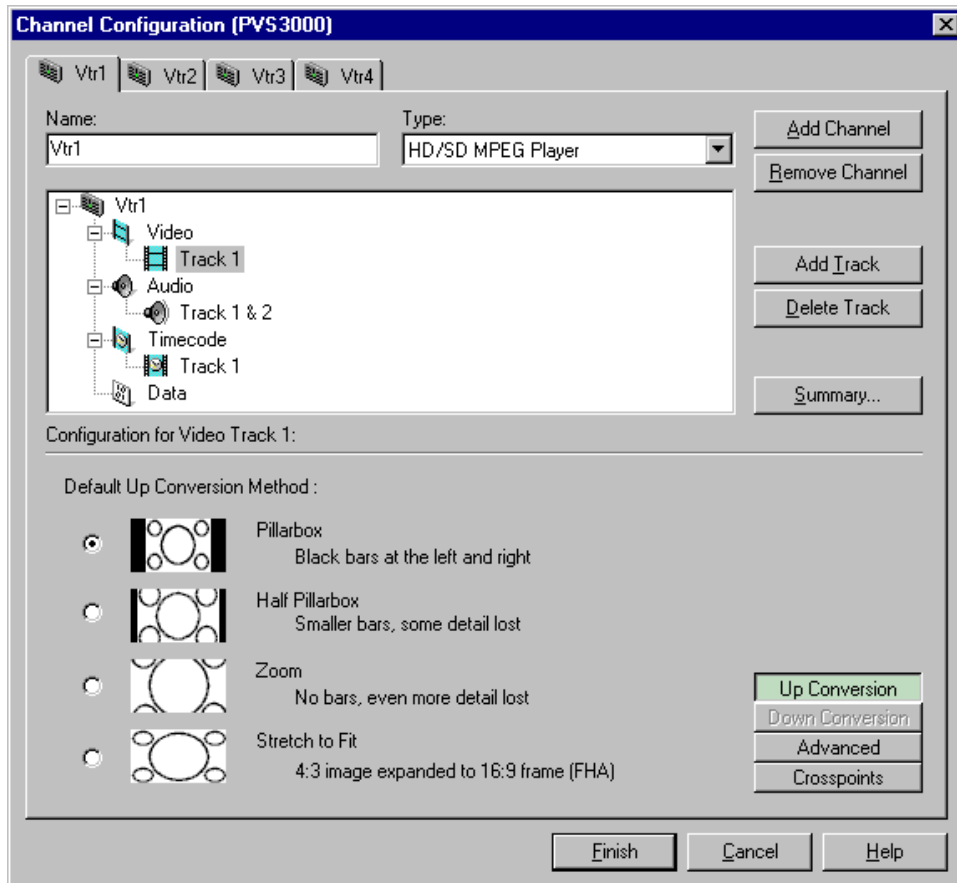 Channel Configuration (PVS3000)
Vtr1 Vtr2 Vtr3 Vtr4
Name:
Type:
Vtr1
HD/SD MPEG Player
Add Channel
Remove Channel
Vtr1
Video
Track 1
Audio
Track 1 & 2
Timecode
Track 1
Data
Add Track
Delete Track
Summary...
Configuration for Video Track 1:
Default Up Conversion Method :
Pillarbox
Black bars at the left and right
Half Pillarbox
Smaller bars, some detail lost
Zoom
No bars, even more detail lost
Stretch to Fit
4:3 image expanded to 16:9 frame (FHA)
Up Conversion
Down Conversion
Advanced
Crosspoints
Finish
Cancel
Help